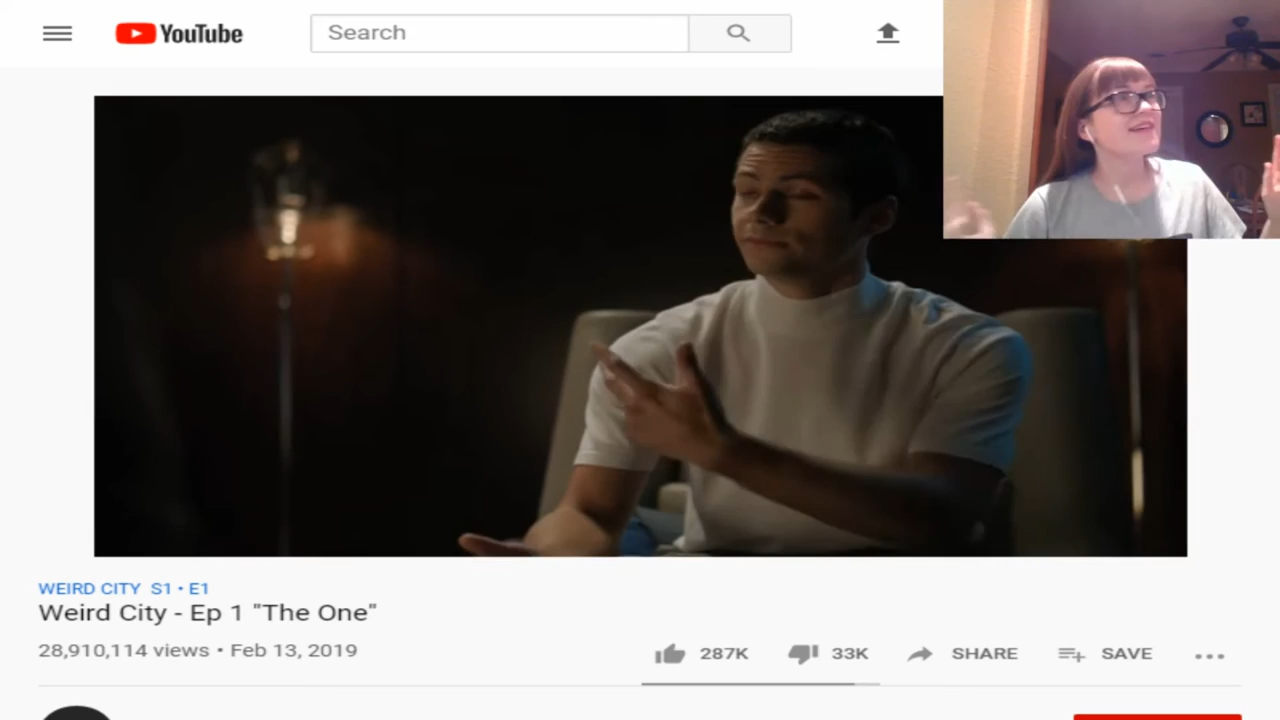 YouTube
Search
WEIRD CITY S1 • E1
Weird City - Ep 1 "The One"
28,910,114 views • Feb 13, 2019
287K
33K
SHARE
SAVE